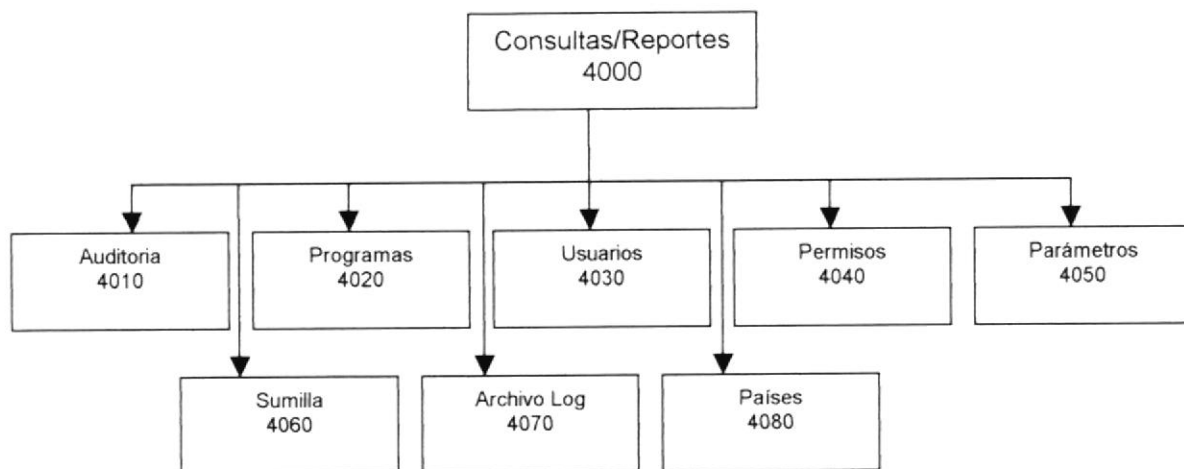 Consultas/Reportes
4000
Auditoria
4010
Programas
4020
Usuarios
4030
Permisos
4040
Parámetros
4050
Sumilla
4060
Archivo Log
4070
Países
4080